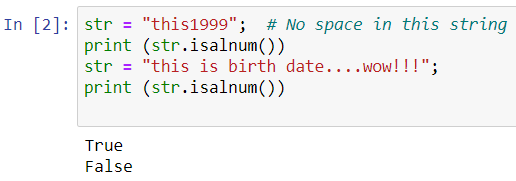 In [2]: str = "this1999";  # No space in this string
print (str.isalnum())
str = "this is birth date....wow!!!";
print (str.isalnum())
True
False